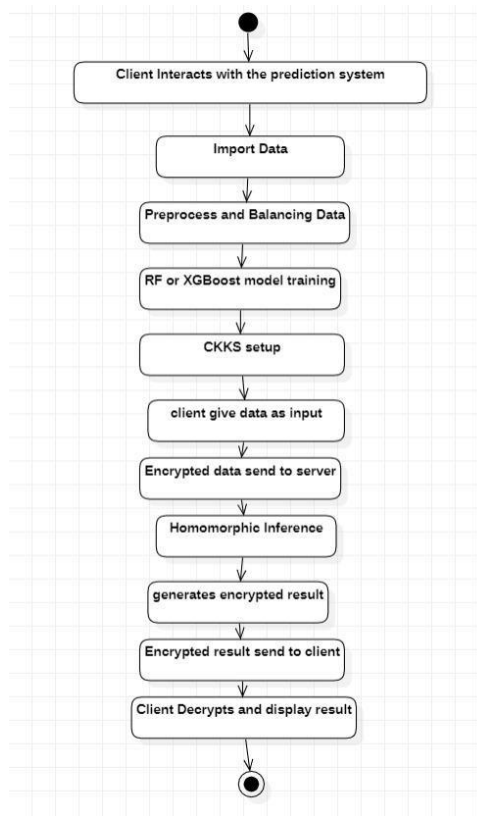 Client Interacts with the prediction system
Import Data
Preprocess and Balancing Data
RF or XGBoost model training
CKKS setup
client give data as input
Encrypted data send to server
Homomorphic Inference
generates encrypted result
Encrypted result send to client
Client Decrypts and display result